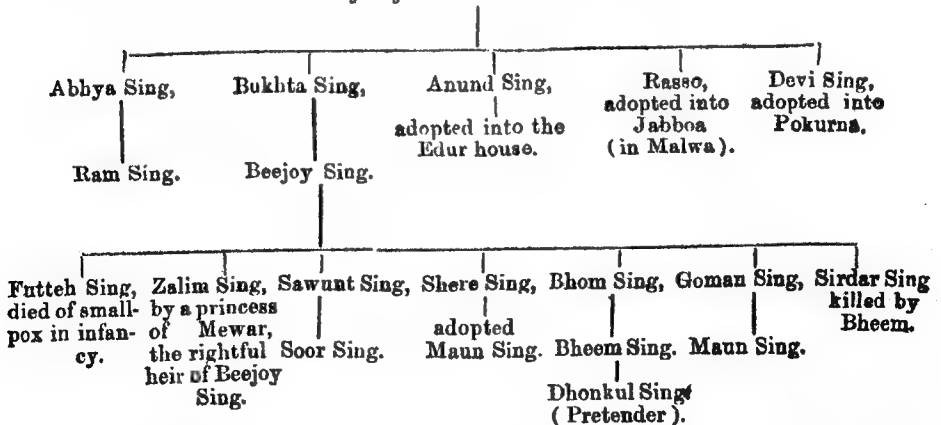 Abhya Sing, Bukhta Sing, Anund Sing, Rasso, Devi Sing,
adopted into the adopted into adopted into
Edur house. Jabboa Pokurna.
(in Malwa).
Ram Sing. Beejoy Sing.
Futteh Sing, Zalim Sing, Sawunt Sing, Shere Sing, Bhom Sing, Goman Sing, Sirdar Sing
died of small- by a princess killed by
pox in infan- of Mewar, adopted Bheem.
cy. the rightful Soor Sing. Maun Sing. Bheem Sing. Maun Sing.
heir of Beejoy
Sing. Dhonkul Sing
(Pretender).